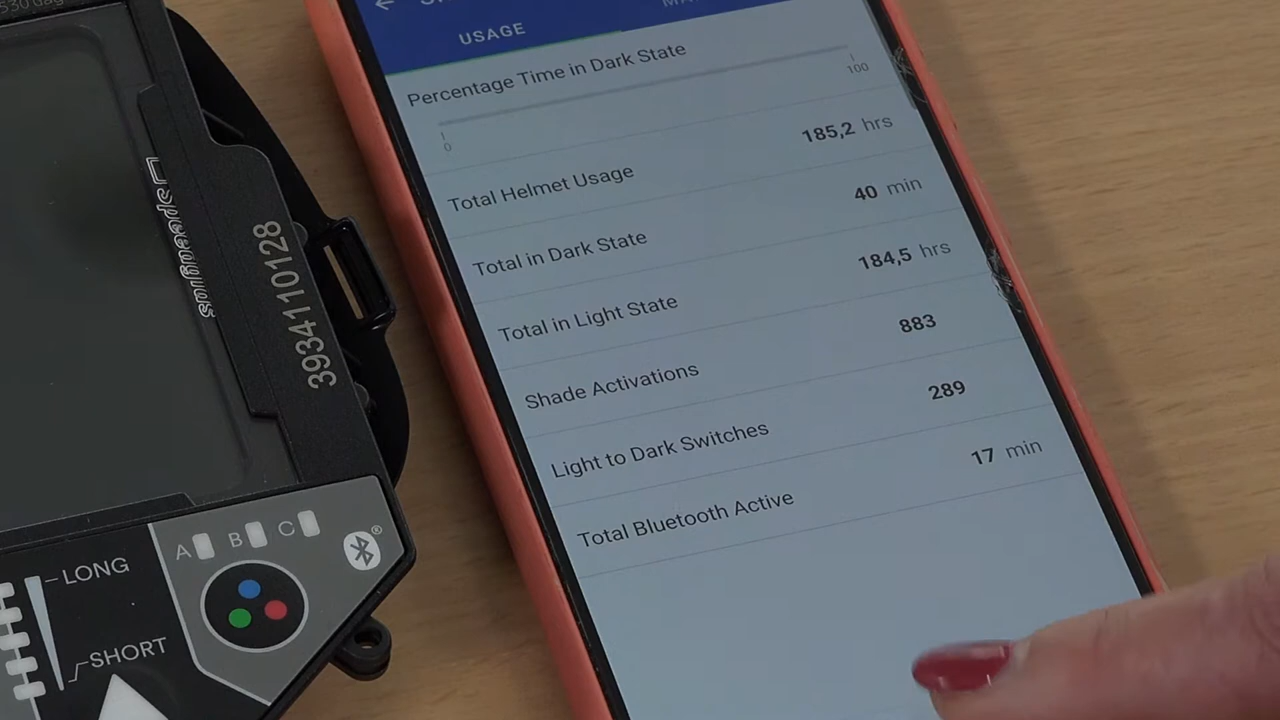 USAGE
Percentage Time in Dark State
0
100
Total Helmet Usage 185,2 hrs
Total in Dark State 40 min
Total in Light State 184,5 hrs
Shade Activations 883
Light to Dark Switches 289
Total Bluetooth Active 17 min
speedglas
3934110128
A B C
LONG
SHORT